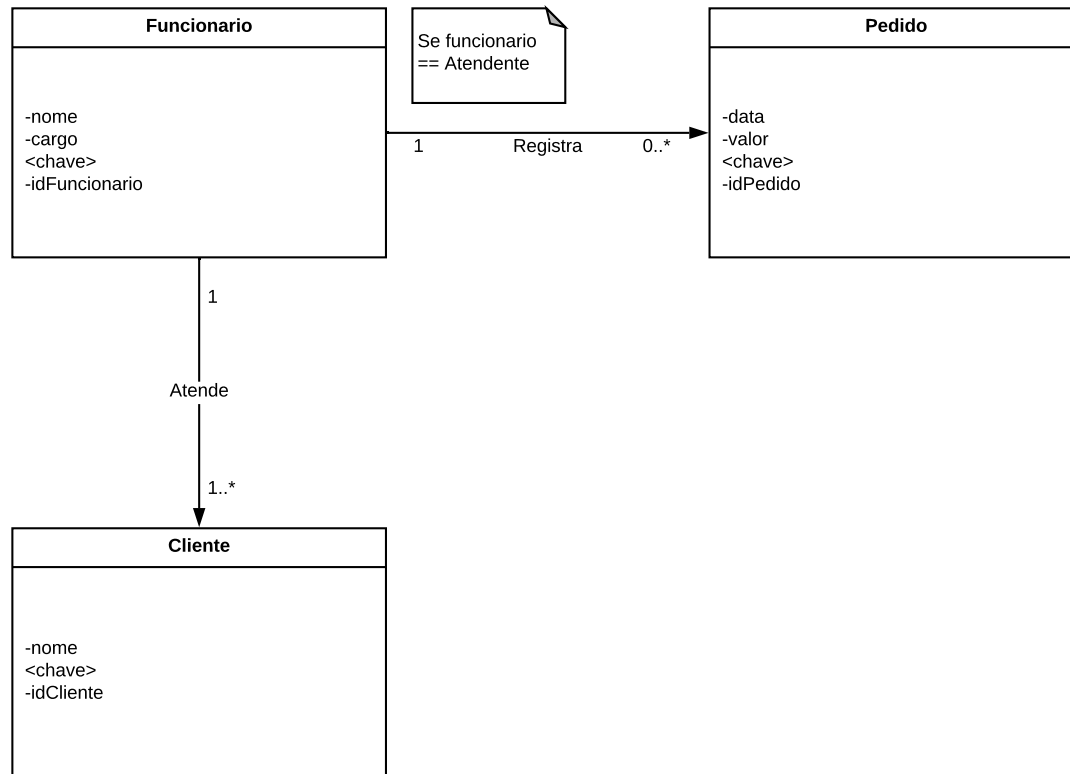 Funcionario
-nome
-cargo
<chave>
-idFuncionario
Se funcionario
== Atendente
1
Registra
0..*
Pedido
-data
-valor
<chave>
-idPedido
1
Atende
1..*
Cliente
-nome
<chave>
-idCliente